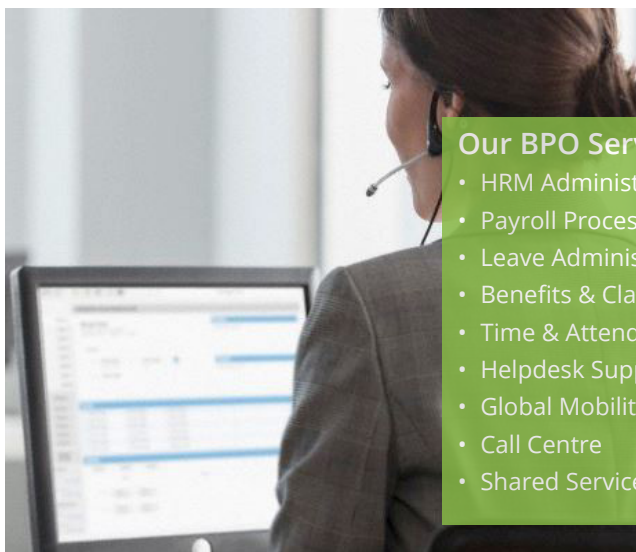 Our BPO Serv
• HRM Administ
• Payroll Proces
• Leave Adminis
• Benefits & Cla
• Time & Attend
• Helpdesk Supp
• Global Mobilit
• Call Centre
• Shared Service